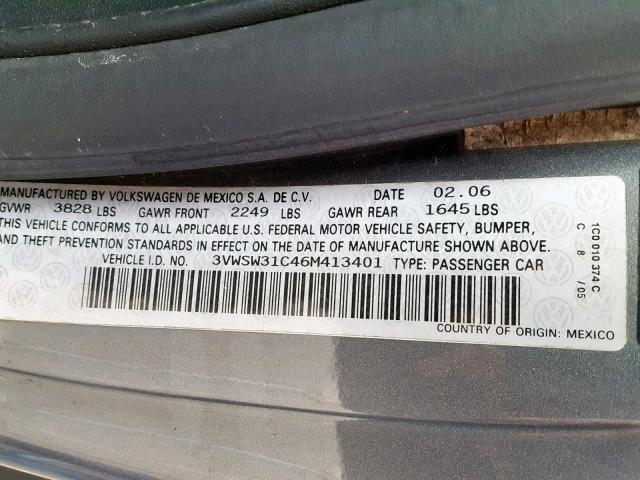 MANUFACTURED BY VOLKSWAGEN DE MEXICO S.A. DE C.V. DATE 02.06
GVWR 3828 LBS GAWR FRONT 2249 LBS GAWR REAR 1645 LBS
THIS VEHICLE CONFORMS TO ALL APPLICABLE U.S. FEDERAL MOTOR VEHICLE SAFETY, BUMPER,
AND THEFT PREVENTION STANDARDS IN EFFECT ON THE DATE OF MANUFACTURE SHOWN ABOVE.
VEHICLE I.D. NO. 3VWSW31C46M413401 TYPE: PASSENGER CAR
COUNTRY OF ORIGIN: MEXICO
1C0 010 374 C
C 8 /05